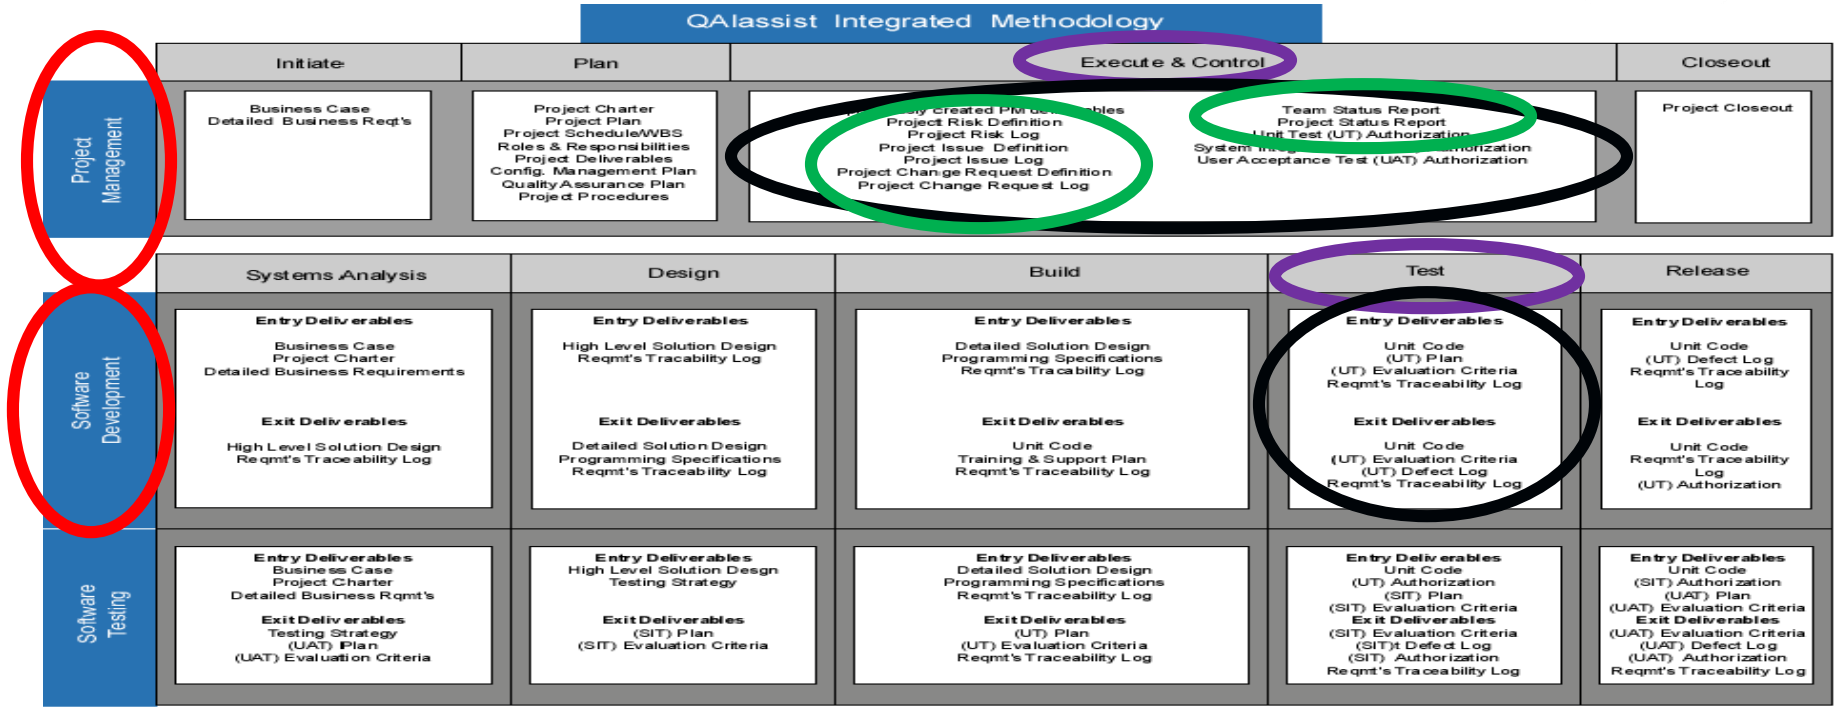 QAIassist Integrated Methodology
Initiate
Plan
Execute & Control
Closeout
Project
Management
Business Case
Detailed Business Reqt's
Project Charter
Project Plan
Project Schedule/WBS
Roles & Responsibilities
Project Deliverables
Config. Management Plan
Quality Assurance Plan
Project Procedures
Created PM
Project Risk Definition
Project Risk Log
Project Issue Definition
Project Issue Log
Project Change Request Definition
Project Change Request Log
Team Status Report
Project Status Report
Unit Test (UT) Authorization
System
User Acceptance Test (UAT) Authorization
Project Closeout
Systems Analysis
Design
Build
Test
Release
Software
Development
Entry Deliverables
Business Case
Project Charter
Detailed Business Requirements
Exit Deliverables
High Level Solution Design
Reqmt's Traceability Log
Entry Deliverables
High Level Solution Design
Reqmt's Tracability Log
Exit Deliverables
Detailed Solution Design
Programming Specifications
Reqmt's Traceability Log
Entry Deliverables
Detailed Solution Design
Programming Specifications
Reqmt's Tracability Log
Exit Deliverables
Unit Code
Training & Support Plan
Reqmt's Traceability Log
Entry Deliverables
Unit Code
(UT) Plan
(UT) Evaluation Criteria
Reqmt's Traceability Log
Exit Deliverables
Unit Code
(UT) Evaluation Criteria
(UT) Defect Log
Reqmt's Traceability Log
Entry Deliverables
Unit Code
(UT) Defect Log
Reqmt's Traceability
Log
Exit Deliverables
Unit Code
Reqmt's Traceability
Log
(UT) Authorization
Software
Testing
Entry Deliverables
Business Case
Project Charter
Detailed Business Rqmt's
Exit Deliverables
Testing Strategy
(UAT) Plan
(UAT) Evaluation Criteria
Entry Deliverables
High Level Solution Desgn
Testing Strategy
Exit Deliverables
(SIT) Plan
(SIT) Evaluation Criteria
Entry Deliverables
Detailed Solution Design
Programming Specifications
Reqmt's Traceability Log
Exit Deliverables
(UT) Plan
(UT) Evaluation Criteria
Reqmt's Traceability Log
Entry Deliverables
Unit Code
(UT) Authorization
(SIT) Plan
(SIT) Evaluation Criteria
Exit Deliverables
(SIT) Evaluation Criteria
(SIT)t Defect Log
(SIT) Authorization
Reqmt's Traceability Log
Entry Deliverables
Unit Code
(SIT) Authorization
(UAT) Plan
(UAT) Evaluation Criteria
Exit Deliverables
(UAT) Evaluation Criteria
(UAT) Defect Log
(UAT) Authorization
Reqmt's Traceability Log